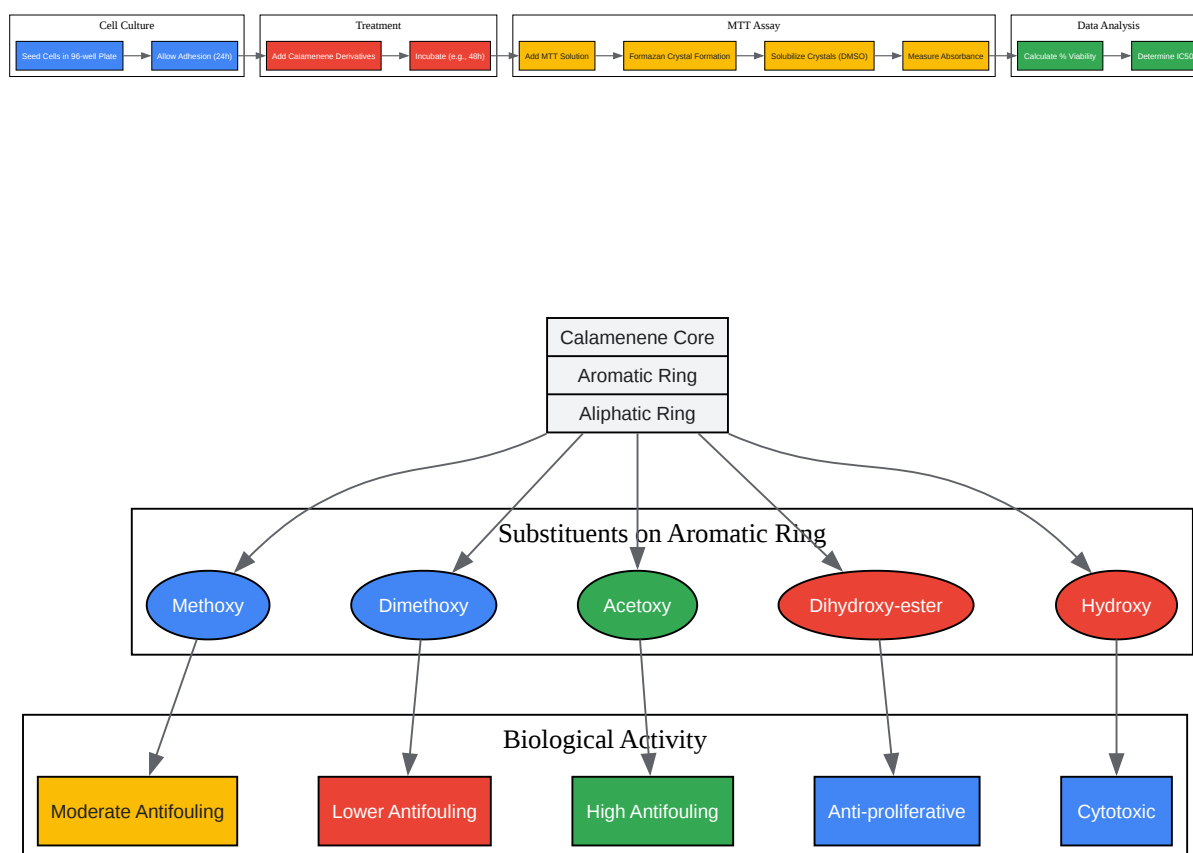 Cell Culture
Seed Cells in 96-well Plate
Allow Adhesion (24h)
Treatment
Add Calamenene Derivatives
Incubate (e.g., 48h)
MTT Assay
Add MTT Solution
Formazan Crystal Formation
Solubilize Crystals (DMSO)
Measure Absorbance
Data Analysis
Calculate % Viability
Determine IC50
Calamenene Core
Aromatic Ring
Aliphatic Ring
Substituents on Aromatic Ring
Methoxy
Dimethoxy
Acetoxy
Dihydroxy-ester
Hydroxy
Biological Activity
Moderate Antifouling
Lower Antifouling
High Antifouling
Anti-proliferative
Cytotoxic